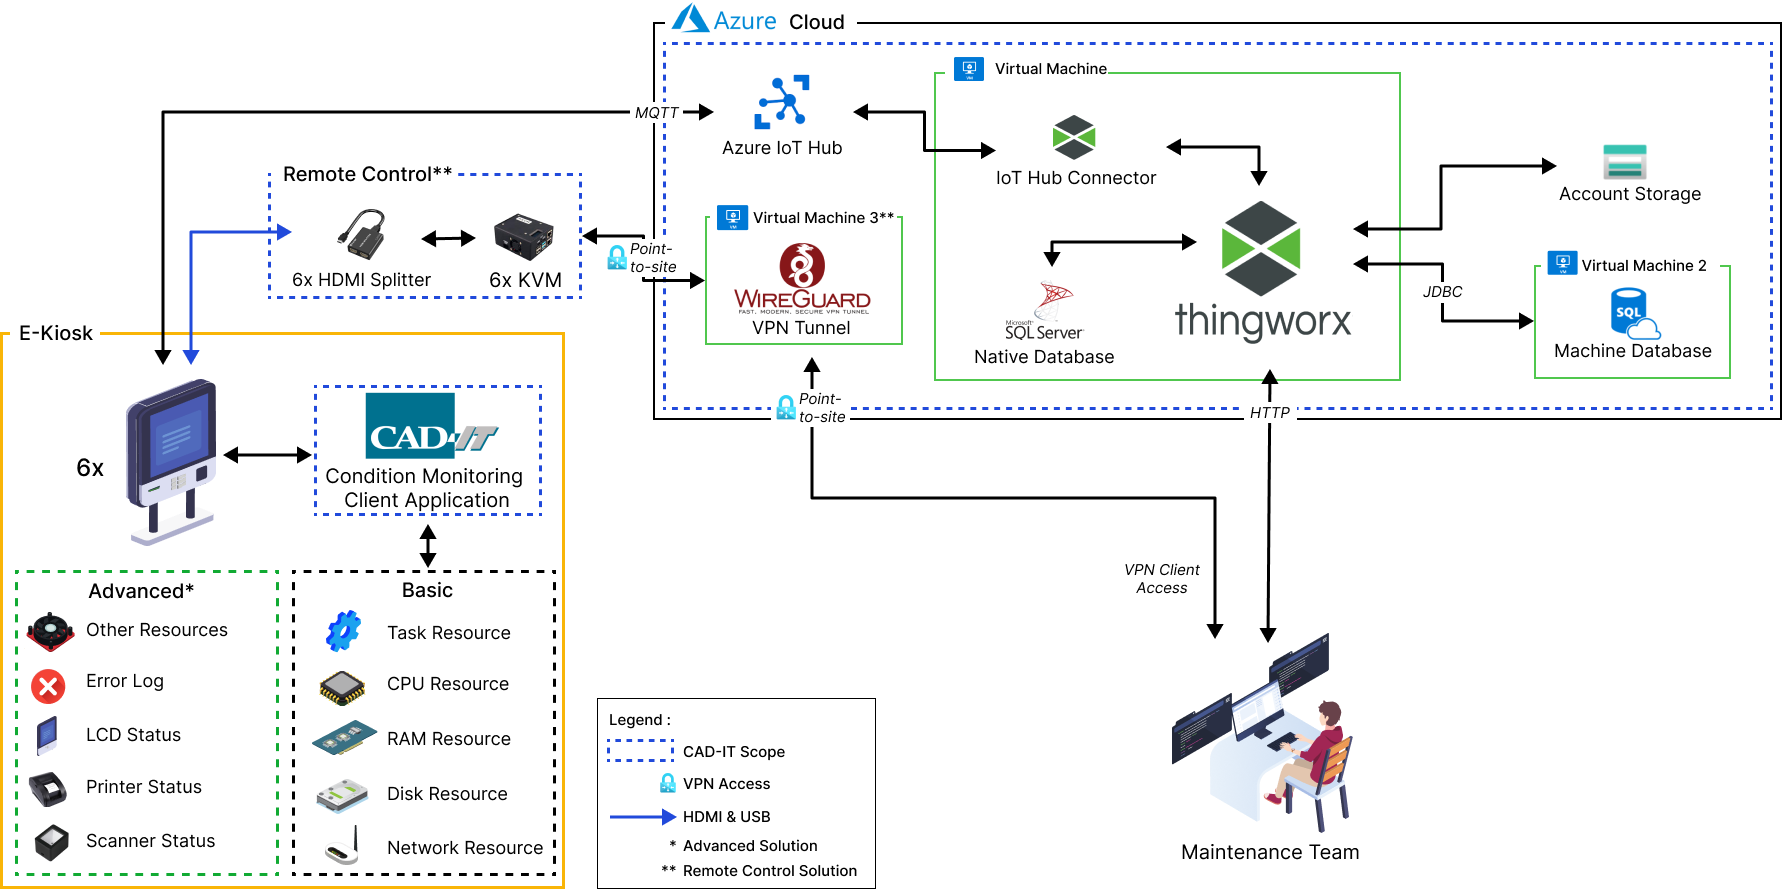 Azure Cloud
Virtual Machine
MQTT
Azure IoT Hub
IoT Hub Connector
Account Storage
Remote Control**
6x HDMI Splitter
6x KVM
Point-
to-site
VM
Virtual Machine 3**
WIREGUARD
FAST, MODERN, SECURE VPN TUNNEL
VPN Tunnel
Microsoft
SQL Server
Native Database
thingworx
JDBC
VM
Virtual Machine 2
SQL
Machine Database
Point-
to-site
HTTP
E-Kiosk
6x
CAD-IT
Condition Monitoring
Client Application
Advanced*
Other Resources
Error Log
LCD Status
Printer Status
Scanner Status
Basic
Task Resource
CPU Resource
RAM Resource
Disk Resource
Network Resource
VPN Client
Access
Maintenance Team
Legend :
CAD-IT Scope
VPN Access
HDMI & USB
* Advanced Solution
** Remote Control Solution